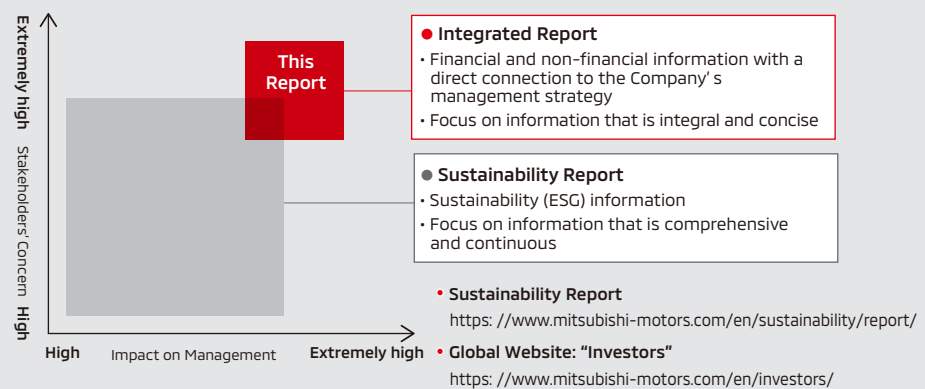 Extremely high
Stakeholders' Concern
High
This
Report
● Integrated Report
・Financial and non-financial information with a
direct connection to the Company's
management strategy
・Focus on information that is integral and concise
● Sustainability Report
・Sustainability (ESG) information
・Focus on information that is comprehensive
and continuous
High Impact on Management Extremely high
• Sustainability Report
https: //www.mitsubishi-motors.com/en/sustainability/report/
• Global Website: “Investors”
https: //www.mitsubishi-motors.com/en/investors/